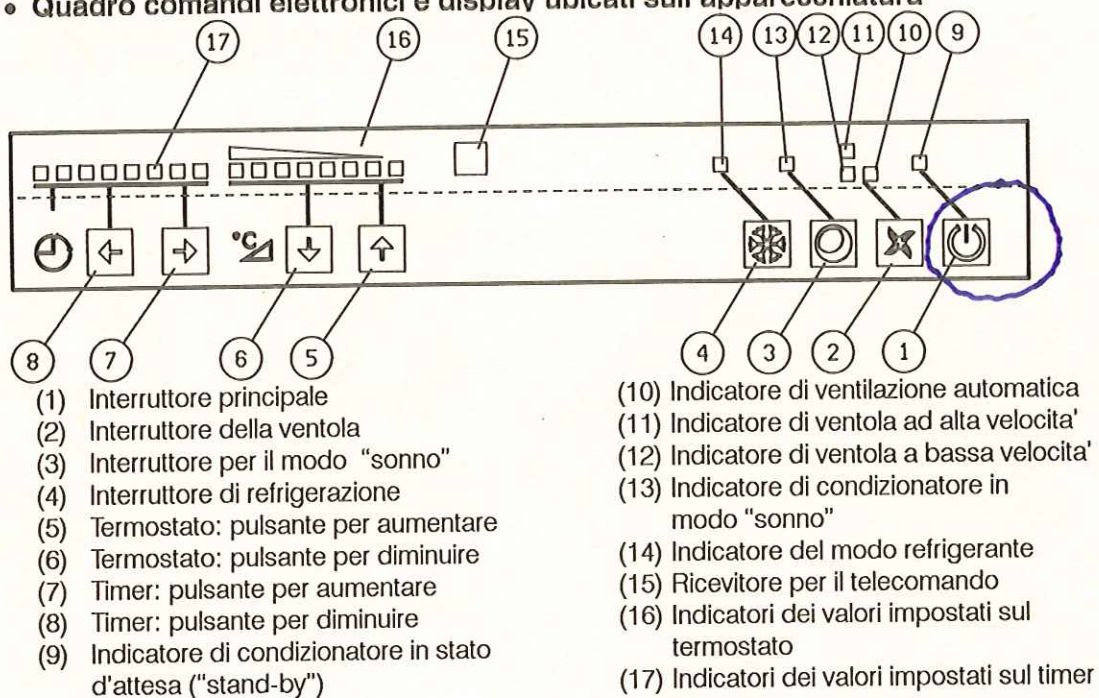 • Quadro comandi elettronici e display ubicati sull'apparecchiatura
17 16 15 14 13 12 11 10 9
°C
8 7 6 5 4 3 2 1
(1) Interruttore principale
(2) Interruttore della ventola
(3) Interruttore per il modo "sonno"
(4) Interruttore di refrigerazione
(5) Termostato: pulsante per aumentare
(6) Termostato: pulsante per diminuire
(7) Timer: pulsante per aumentare
(8) Timer: pulsante per diminuire
(9) Indicatore di condizionatore in stato
d'attesa ("stand-by")
(10) Indicatore di ventilazione automatica
(11) Indicatore di ventola ad alta velocita'
(12) Indicatore di ventola a bassa velocita'
(13) Indicatore di condizionatore in
modo "sonno"
(14) Indicatore del modo refrigerante
(15) Ricevitore per il telecomando
(16) Indicatori dei valori impostati sul
termostato
(17) Indicatori dei valori impostati sul timer